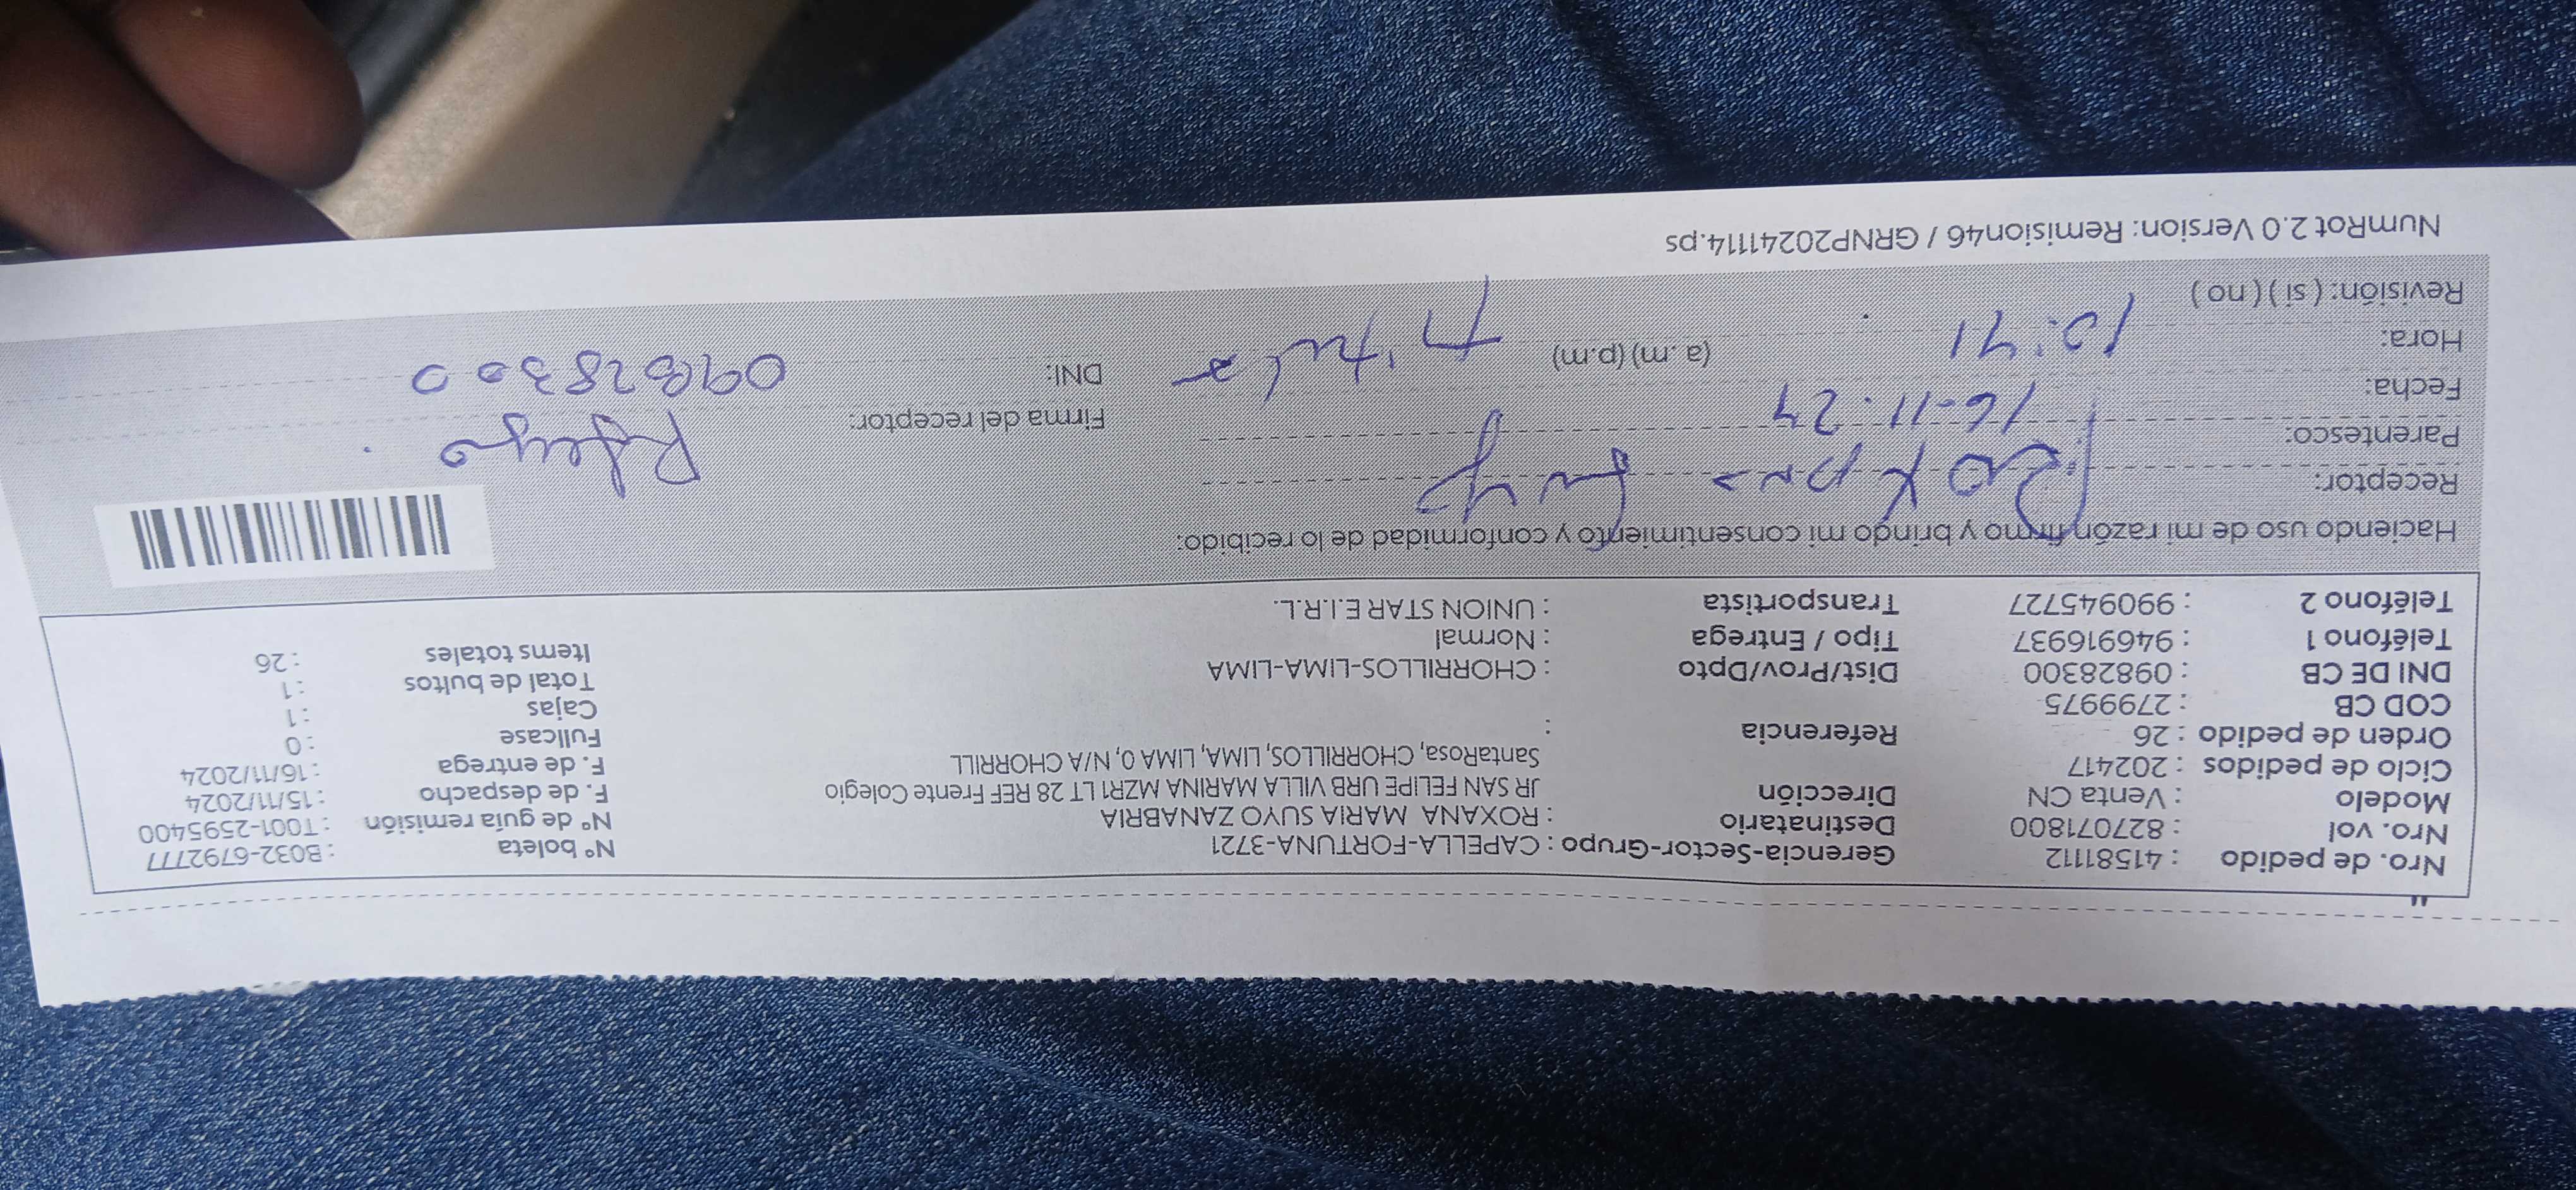 Nro. de pedido : 41581112 Gerencia-Sector-Grupo : CAPELLA-FORTUNA-3721 N° boleta : B032-6792777
Nro. vol : 827071800 Destinatario : ROXANA MARIA SUYO ZANABRIA N° de guía remisión : T001-2595400
Modelo : Venta CN Dirección JR SAN FELIPE URB VILLA MARINA MZR1 LT 28 REF Frente Colegio F. de despacho : 15/11/2024
Ciclo de pedidos : 202417 SantaRosa, CHORRILLOS, LIMA, LIMA 0, N/A CHORRILL F. de entrega : 16/11/2024
Orden de pedido : 26 Referencia : Fullcase : 0
COD CB : 2799975 Cajas : 1
DNI DE CB : 09828300 Dist/Prov/Dpto : CHORRILLOS-LIMA-LIMA Total de bultos : 1
Teléfono 1 : 946916937 Tipo / Entrega : Normal Items totales : 26
Teléfono 2 : 990945727 Transportista : UNION STAR E.I.R.L.
Haciendo uso de mi razón firmo y brindo mi consentimiento y conformidad de lo recibido:
Receptor: Roxana Suyo
Parentesco: Firma del receptor:
Fecha: 16-11-24 DNI: 09828300
Hora: 10:41 (a.m) (p.m) Titular
Revisión: ( si ) ( no )
NumRot 2.0 Version: Remision46 / GRNP20241114.ps